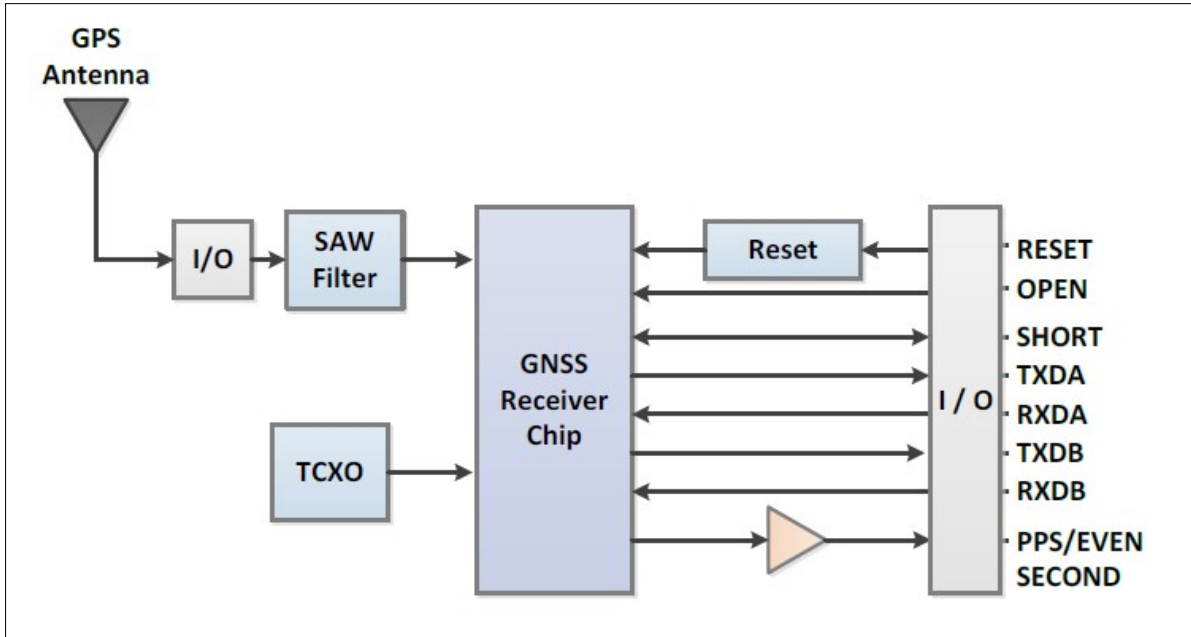 GPS
Antenna
I/O
SAW
Filter
TCXO
GNSS
Receiver
Chip
Reset
I / O
RESET
OPEN
SHORT
TXDA
RXDA
TXDB
RXDB
PPS/EVEN
SECOND